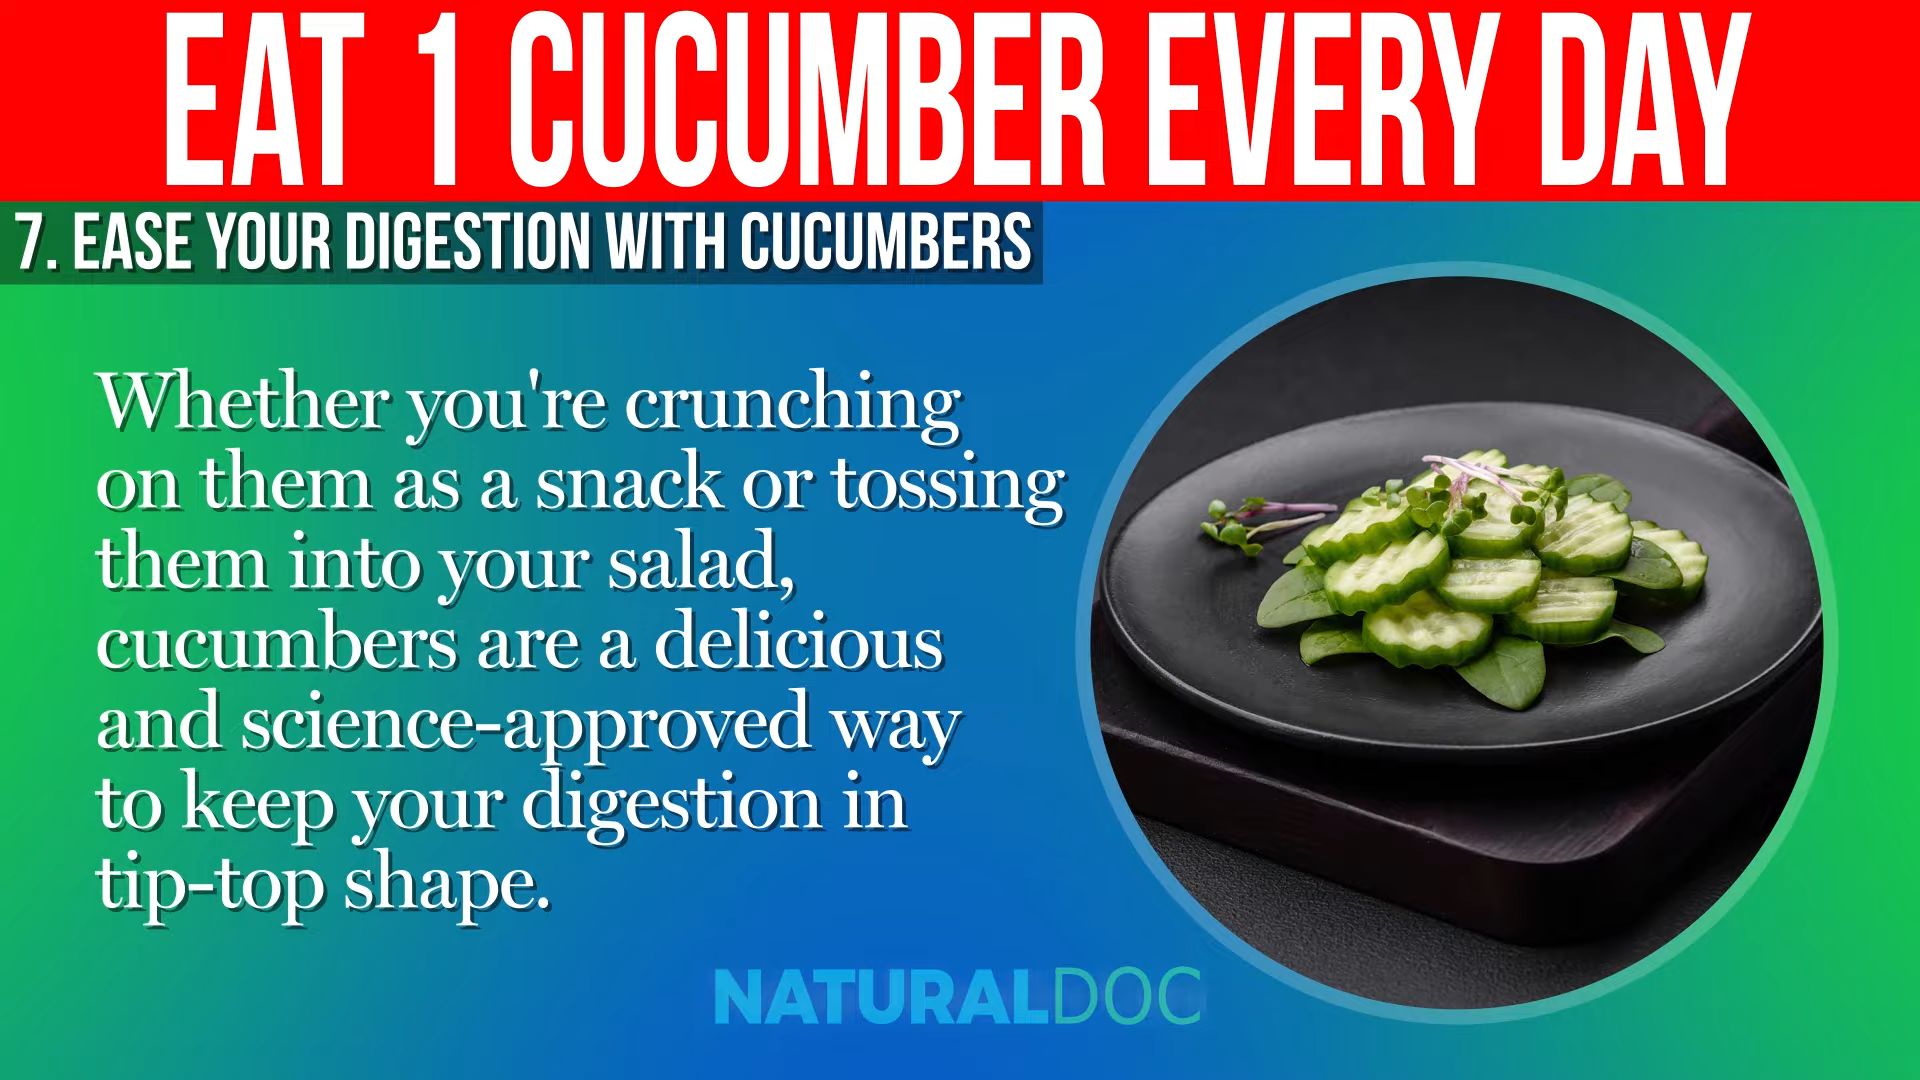 EAT 1 CUCUMBER EVERY DAY
7. EASE YOUR DIGESTION WITH CUCUMBERS
Whether you're crunching
on them as a snack or tossing
them into your salad,
cucumbers are a delicious
and science-approved way
to keep your digestion in
tip-top shape.
NATURALDOC